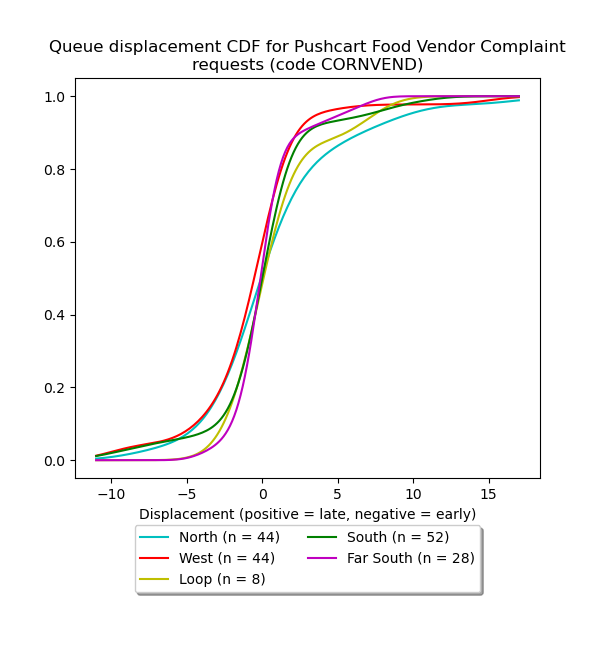 Queue displacement CDF for Pushcart Food Vendor Complaint
requests (code CORNVEND)
1.0
0.8
0.6
0.4
0.2
0.0
−10 −5 0 5 10 15
Displacement (positive = late, negative = early)
North (n = 44) South (n = 52)
West (n = 44) Far South (n = 28)
Loop (n = 8)